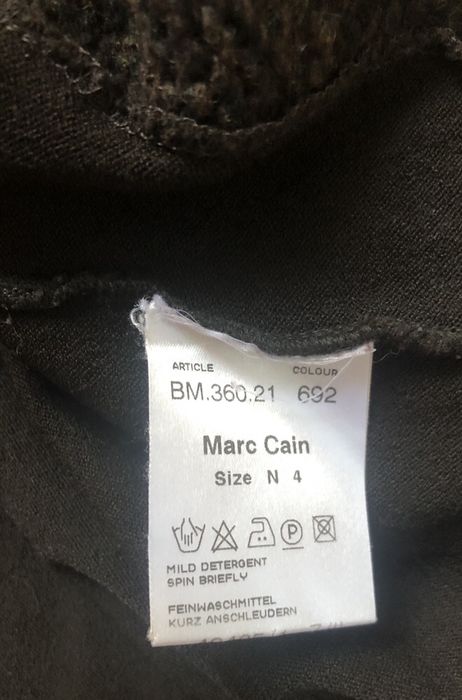 ARTICLE COLOUR
BM.360.21 692
Marc Cain
Size N 4
P
MILD DETERGENT
SPIN BRIEFLY
FEINWASCHMITTEL
KURZ ANSCHLEUDERN